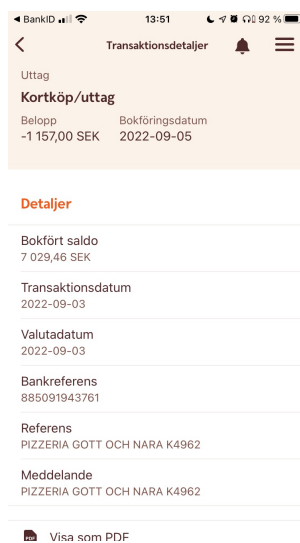 BankID 13:51 92 %
Transaktionsdetaljer
Uttag
Kortköp/uttag
Belopp Bokföringsdatum
-1 157,00 SEK 2022-09-05
Detaljer
Bokfört saldo
7 029,46 SEK
Transaktionsdatum
2022-09-03
Valutadatum
2022-09-03
Bankreferens
885091943761
Referens
PIZZERIA GOTT OCH NARA K4962
Meddelande
PIZZERIA GOTT OCH NARA K4962
PDF Visa som PDF